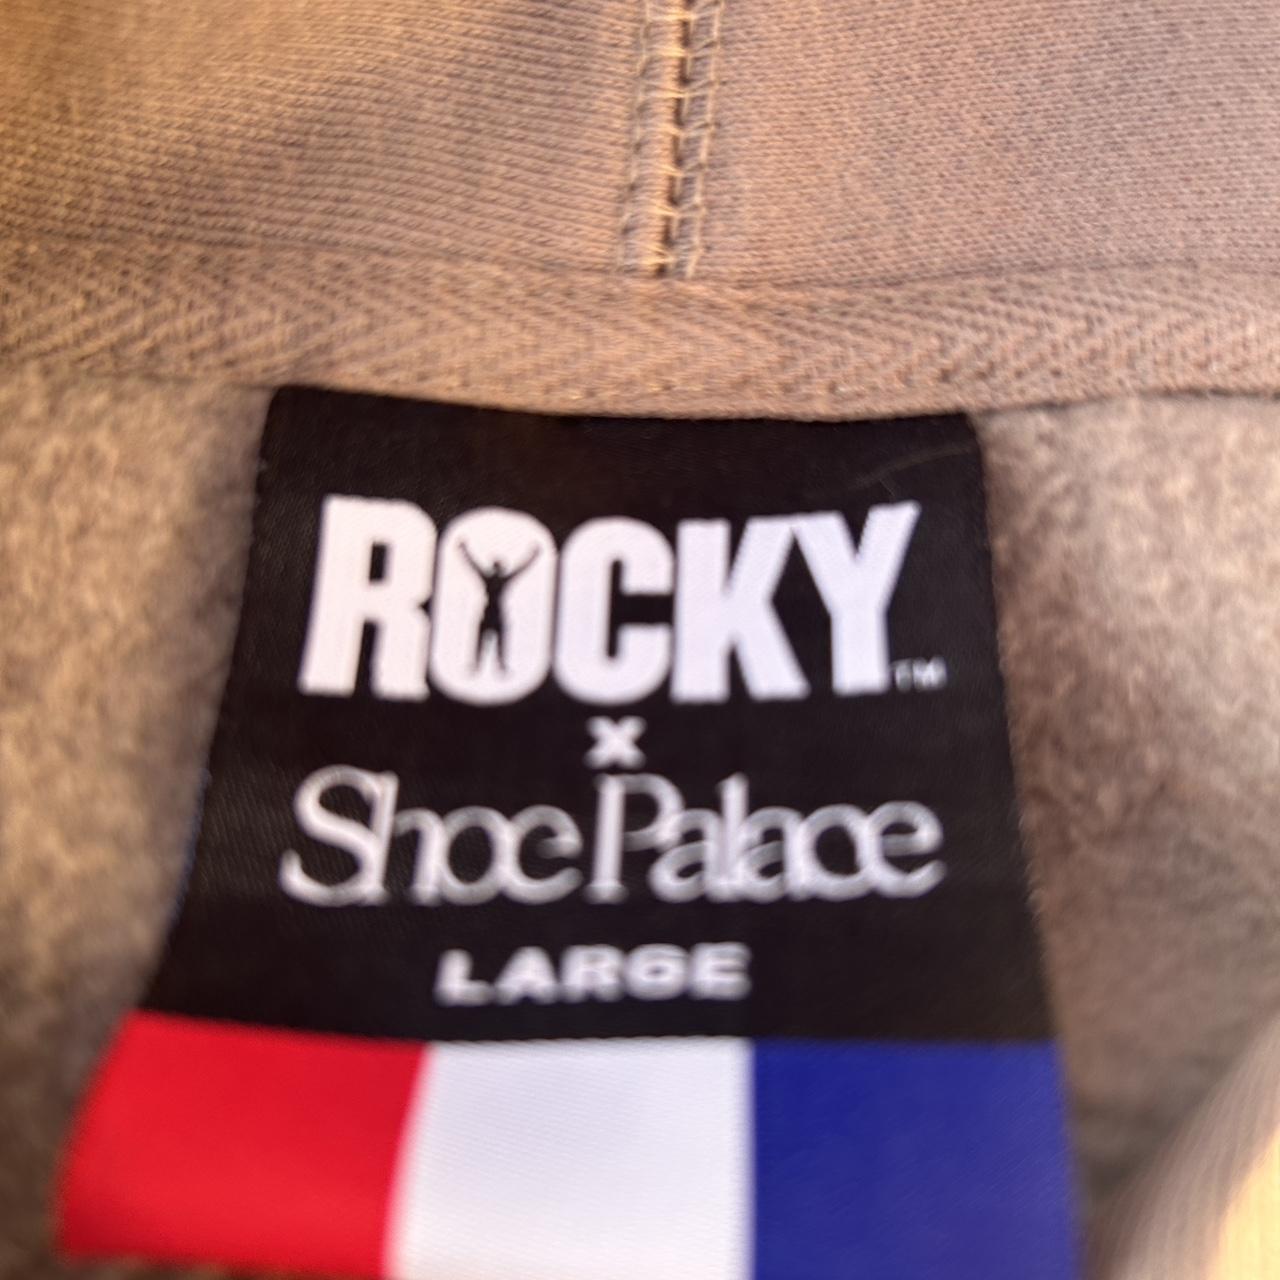 ROCKY™
x
Shoe Palace
LARGE